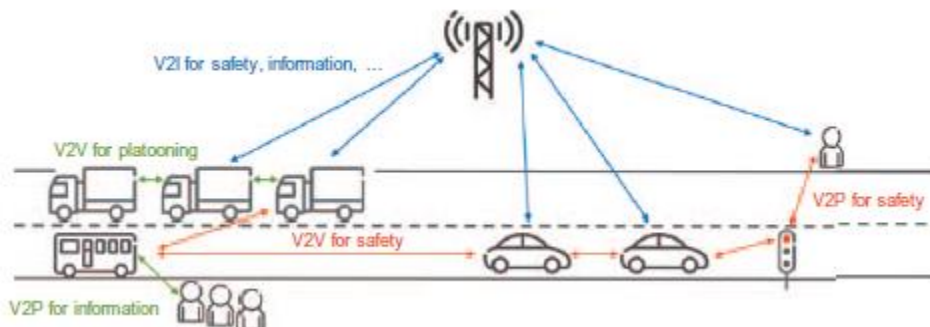 V2I for safety, information, ...
V2V for platooning
V2P for safety
V2V for safety
V2P for information